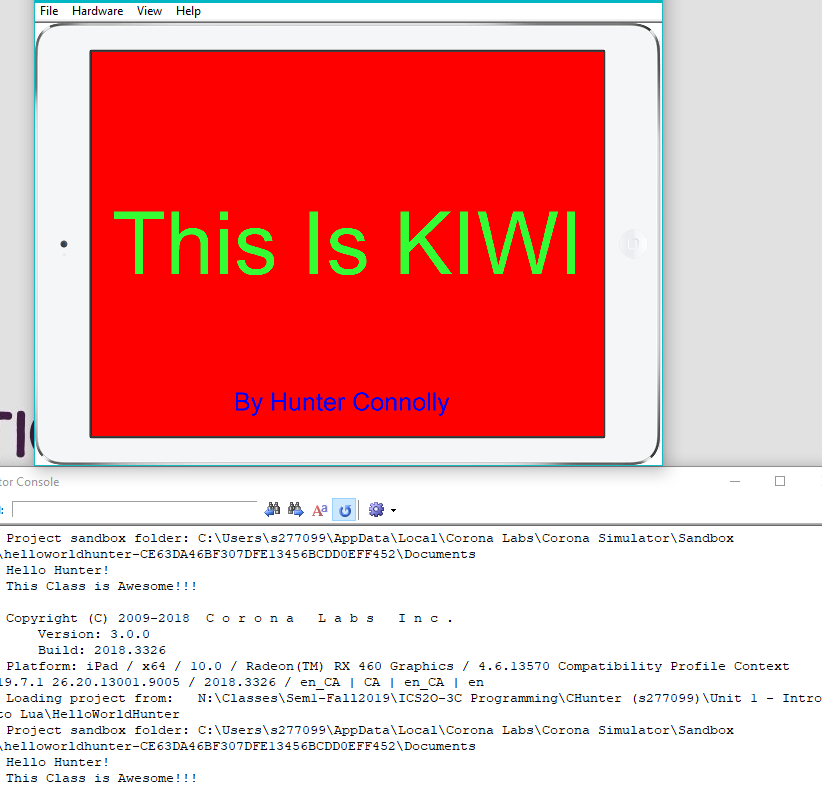 File Hardware View Help
This Is KIWI
By Hunter Connolly
tor Console
Project sandbox folder: C:\Users\s277099\AppData\Local\Corona Labs\Corona Simulator\Sandbox
\helloworldhunter-CE63DA46BF307DFE13456BCDD0EFF452\Documents
Hello Hunter!
This Class is Awesome!!!
Copyright (C) 2009-2018 C o r o n a L a b s I n c .
Version: 3.0.0
Build: 2018.3326
Platform: iPad / x64 / 10.0 / Radeon(TM) RX 460 Graphics / 4.6.13570 Compatibility Profile Context
19.7.1 26.20.13001.9005 / 2018.3326 / en_CA | CA | en_CA | en
Loading project from: N:\Classes\Sem1-Fall2019\ICS2O-3C Programming\CHunter (s277099)\Unit 1 - Intro
to Lua\HelloWorldHunter
Project sandbox folder: C:\Users\s277099\AppData\Local\Corona Labs\Corona Simulator\Sandbox
\helloworldhunter-CE63DA46BF307DFE13456BCDD0EFF452\Documents
Hello Hunter!
This Class is Awesome!!!